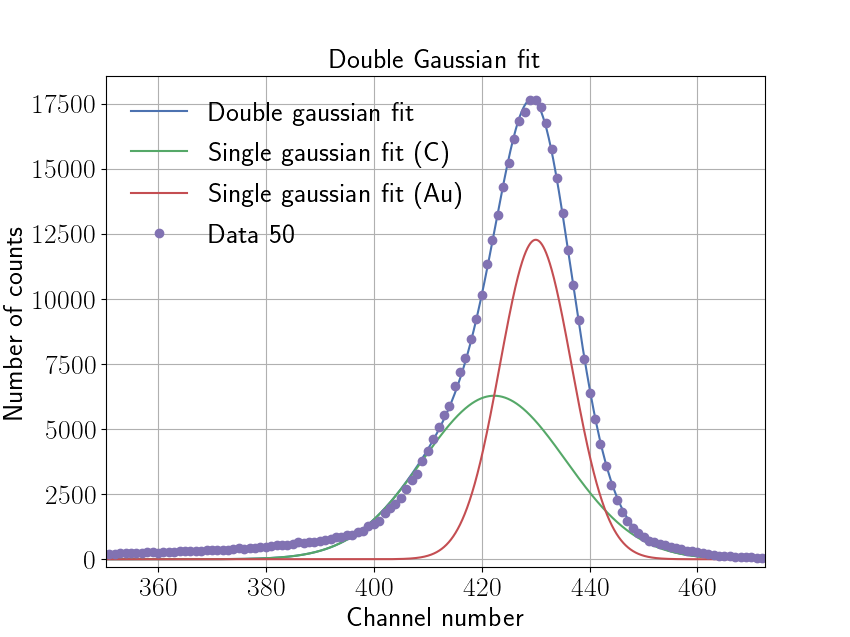 Double Gaussian fit
Number of counts
17500
15000
12500
10000
7500
5000
2500
0
Double gaussian fit
Single gaussian fit (C)
Single gaussian fit (Au)
Data 50
360 380 400 420 440 460
Channel number